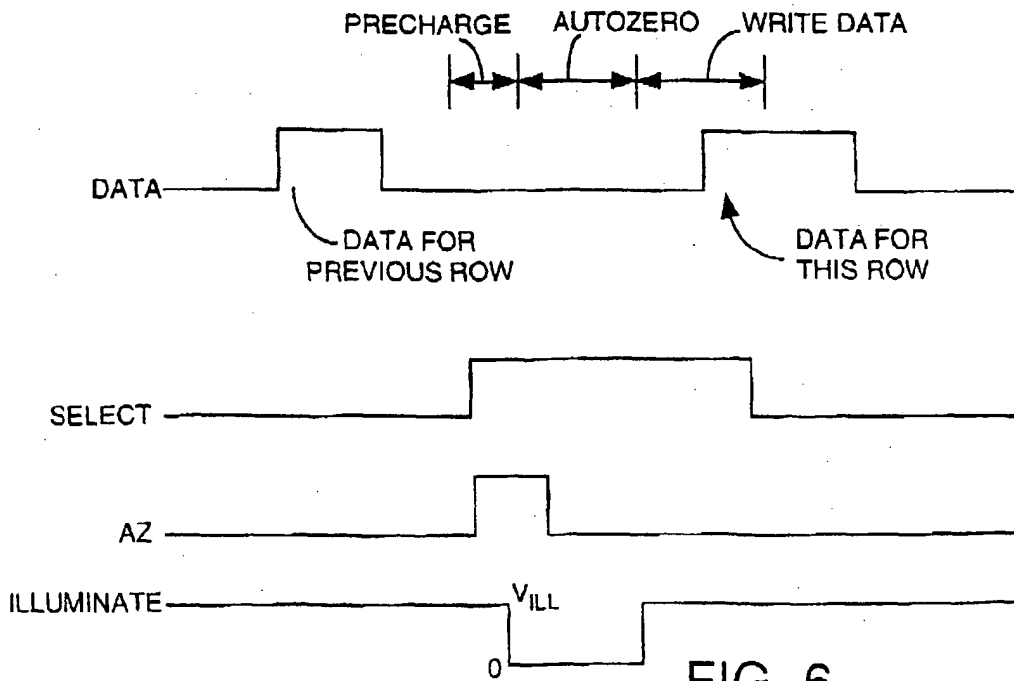 PRECHARGE AUTOZERO WRITE DATA
DATA
DATA FOR
PREVIOUS ROW
DATA FOR
THIS ROW
SELECT
AZ
ILLUMINATE
VILL
0
FIG. 6